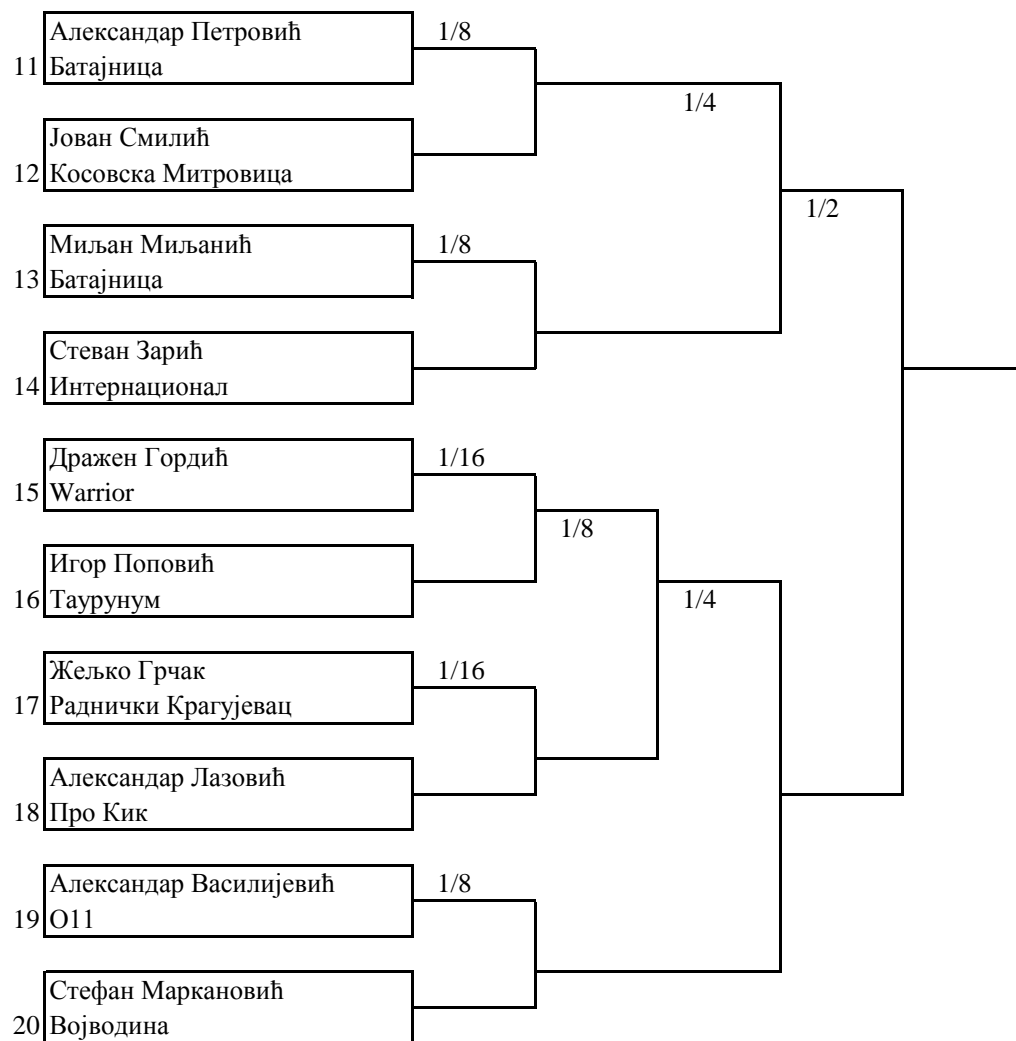 Александар Петровић
1/8
11 Батајница
1/4
Јован Смилић
12 Косовска Митровица
1/2
Миљан Миљанић
1/8
13 Батајница
Стеван Зарић
14 Интернационал
Дражен Гордић
1/16
15 Warrior
1/8
Игор Поповић
16 Таурунум
1/4
Жељко Грчак
1/16
17 Раднички Крагујевац
Александар Лазовић
18 Про Кик
Александар Василијевић
1/8
19 О11
Стефан Маркановић
20 Војводина